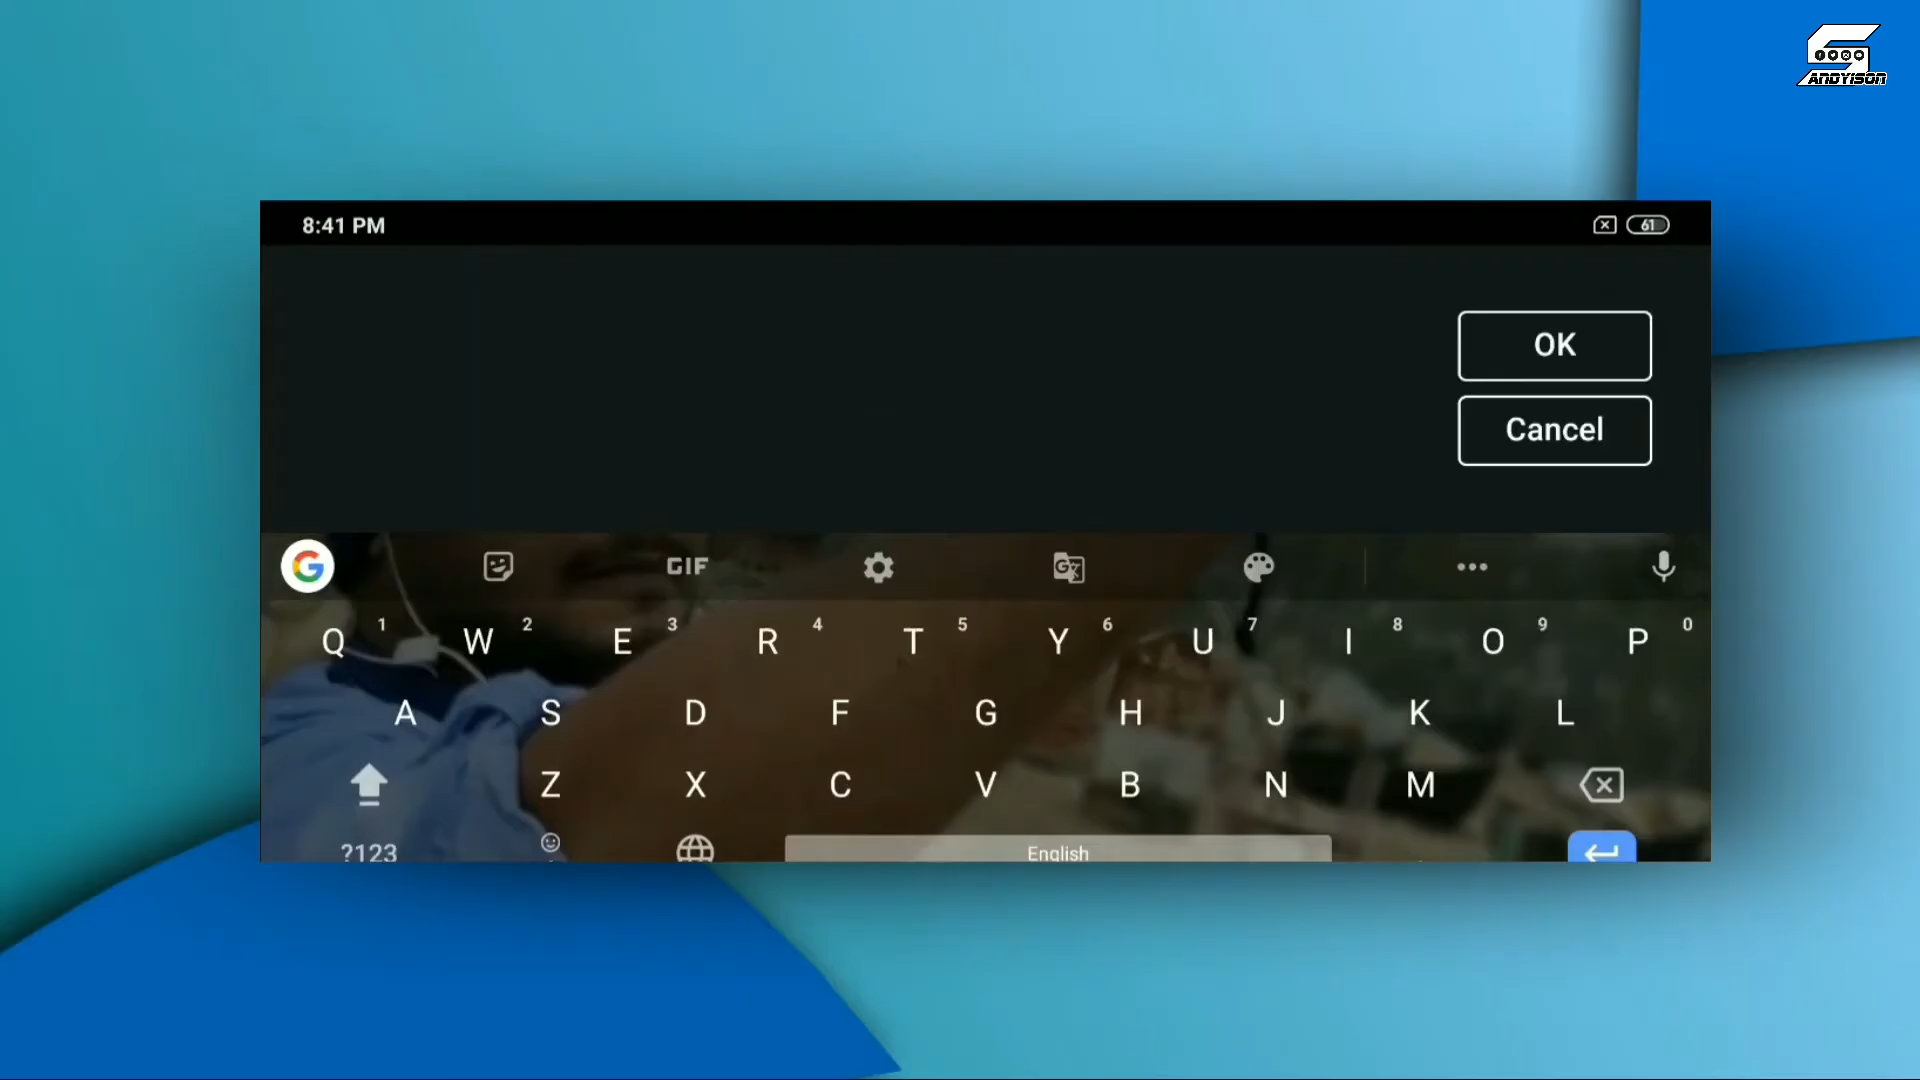 ANDYISON
8:41 PM
61
OK
Cancel
G
GIF
G
Q 1 W 2 E 3 R 4 T 5 Y 6 U 7 I 8 O 9 P 0
A S D F G H J K L
Z X C V B N M
?123
English